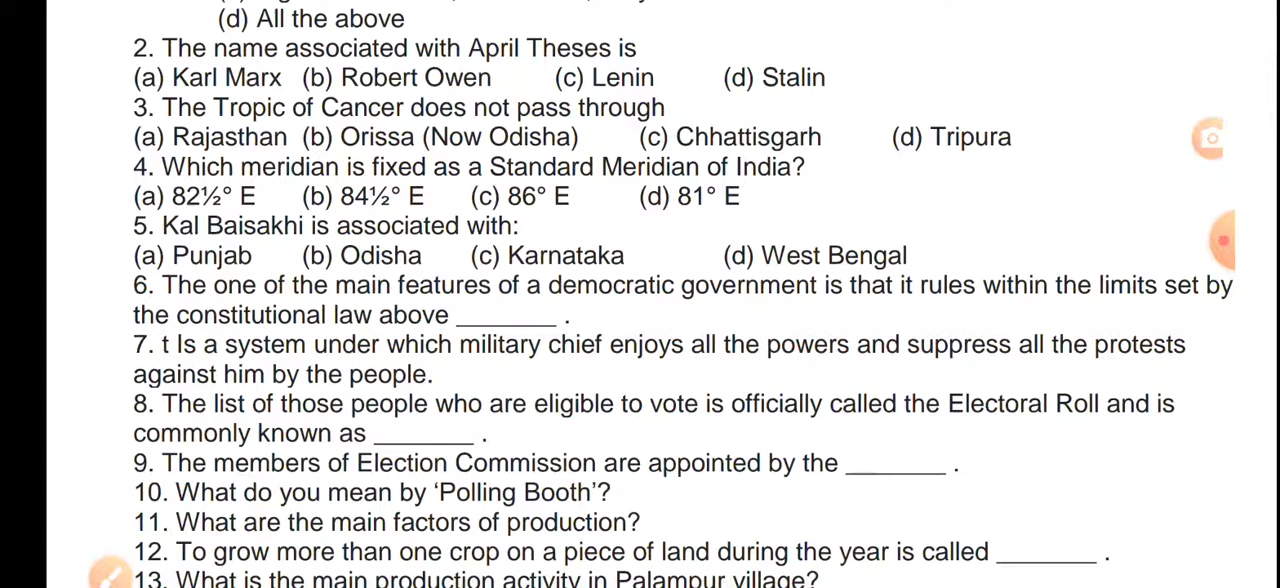 (d) All the above
2. The name associated with April Theses is
(a) Karl Marx (b) Robert Owen (c) Lenin (d) Stalin
3. The Tropic of Cancer does not pass through
(a) Rajasthan (b) Orissa (Now Odisha) (c) Chhattisgarh (d) Tripura
4. Which meridian is fixed as a Standard Meridian of India?
(a) 82½° E (b) 84½° E (c) 86° E (d) 81° E
5. Kal Baisakhi is associated with:
(a) Punjab (b) Odisha (c) Karnataka (d) West Bengal
6. The one of the main features of a democratic government is that it rules within the limits set by
the constitutional law above _______ .
7. t Is a system under which military chief enjoys all the powers and suppress all the protests
against him by the people.
8. The list of those people who are eligible to vote is officially called the Electoral Roll and is
commonly known as _______ .
9. The members of Election Commission are appointed by the _______ .
10. What do you mean by ‘Polling Booth’?
11. What are the main factors of production?
12. To grow more than one crop on a piece of land during the year is called _______ .
13. What is the main production activity in Palampur village?